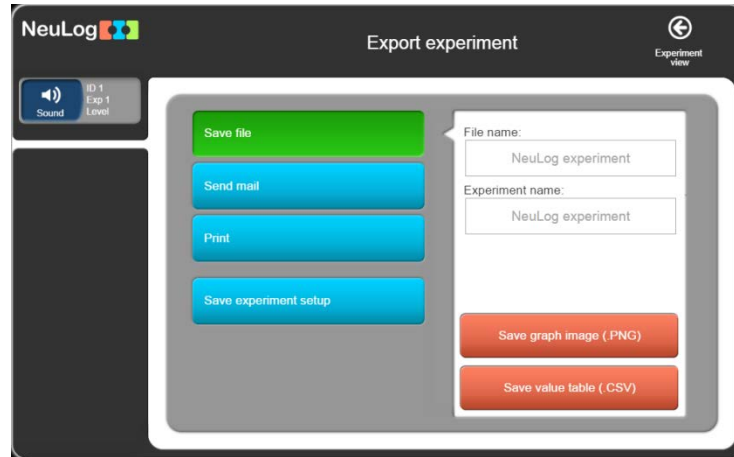 NeuLog
Export experiment
Experiment
view
Sound
ID 1
Exp 1
Level
Save file
Send mail
Print
Save experiment setup
File name:
NeuLog experiment
Experiment name:
NeuLog experiment
Save graph image (.PNG)
Save value table (.CSV)